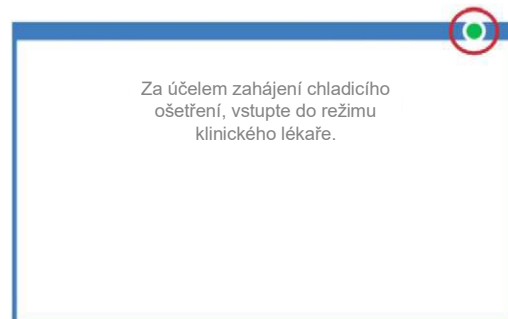 Za účelem zahájení chladicího
ošetření, vstupte do režimu
klinického lékaře.